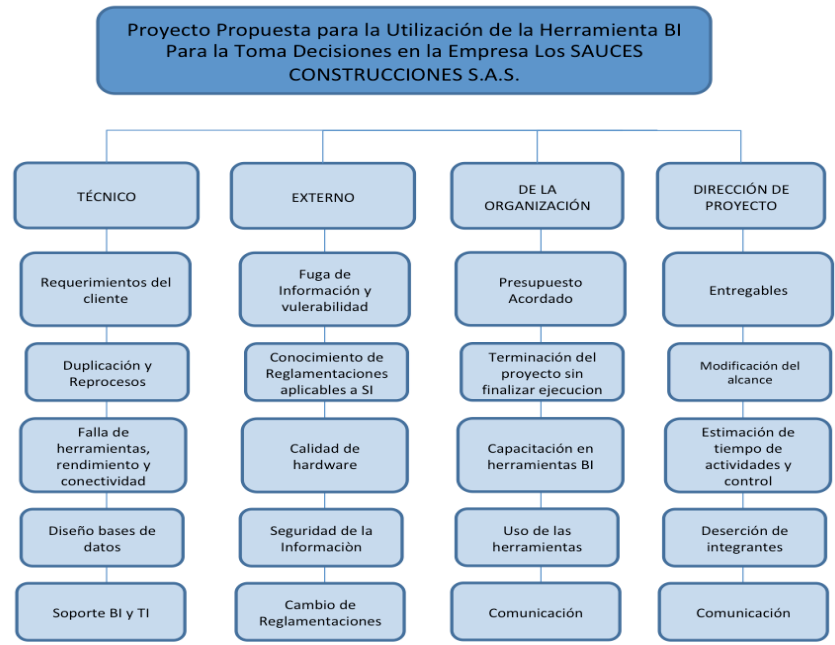 Proyecto Propuesta para la Utilización de la Herramienta BI
Para la Toma Decisiones en la Empresa Los SAUCES
CONSTRUCCIONES S.A.S.
TÉCNICO
Requerimientos del
cliente
Duplicación y
Reprocesos
Falla de
herramientas,
rendimiento y
conectividad
Diseño bases de
datos
Soporte BI y TI
EXTERNO
Fuga de
Información y
vulerabilidad
Conocimiento de
Reglamentaciones
aplicables a SI
Calidad de
hardware
Seguridad de la
Informaciòn
Cambio de
Reglamentaciones
DE LA
ORGANIZACIÓN
Presupuesto
Acordado
Terminación del
proyecto sin
finalizar ejecucion
Capacitación en
herramientas BI
Uso de las
herramientas
Comunicación
DIRECCIÓN DE
PROYECTO
Entregables
Modificación del
alcance
Estimación de
tiempo de
actividades y
control
Deserción de
integrantes
Comunicación